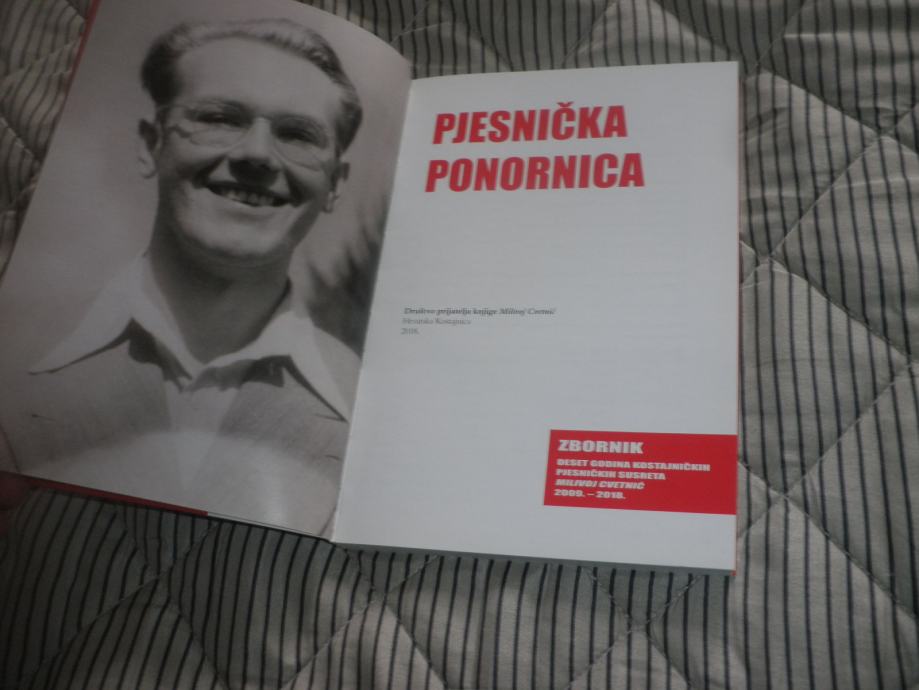 PJESNIČKA
PONORNICA
Društvo prijatelja knjige Milivoj Cvetnić
Hrvatska Kostajnica
2018.
ZBORNIK
DESET GODINA KOSTAJNIČKIH
PJESNIČKIH SUSRETA
MILIVOJ CVETNIĆ
2009. – 2018.